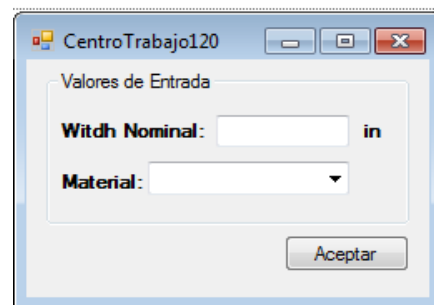 CentroTrabajo120
Valores de Entrada
Witdh Nominal: in
Material:
Aceptar